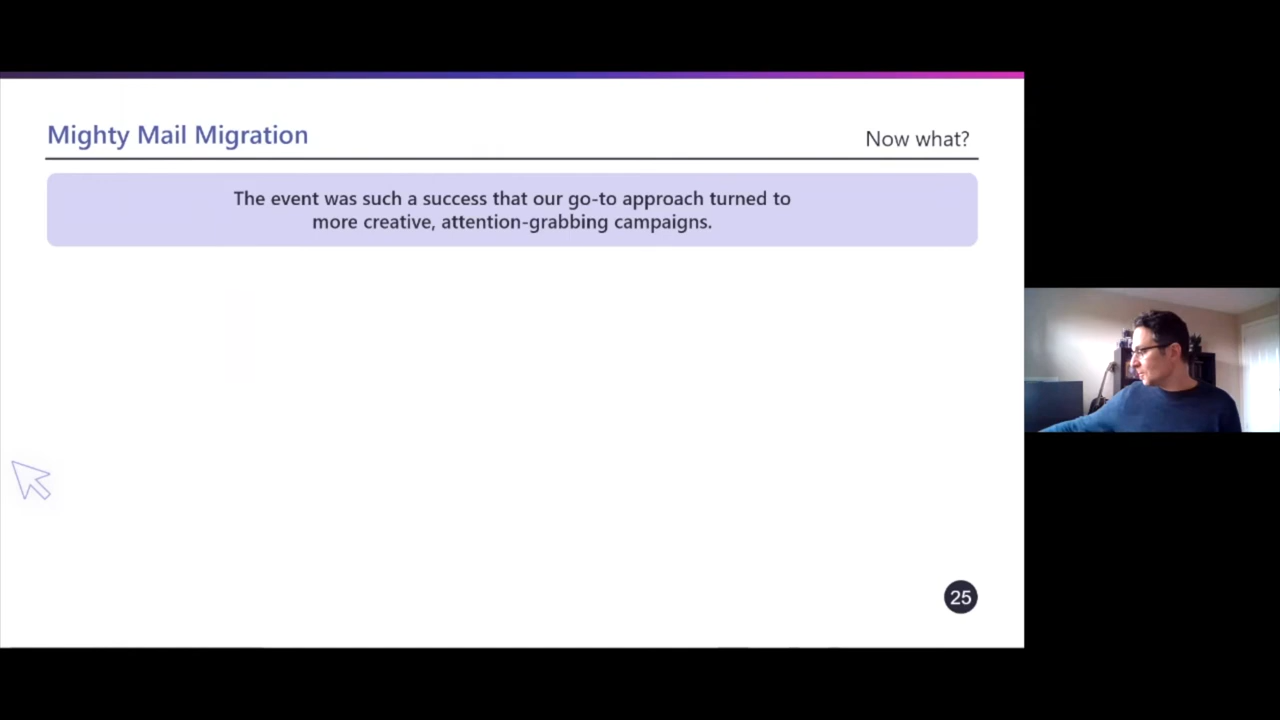 Mighty Mail Migration
Now what?
The event was such a success that our go-to approach turned to
more creative, attention-grabbing campaigns.
25